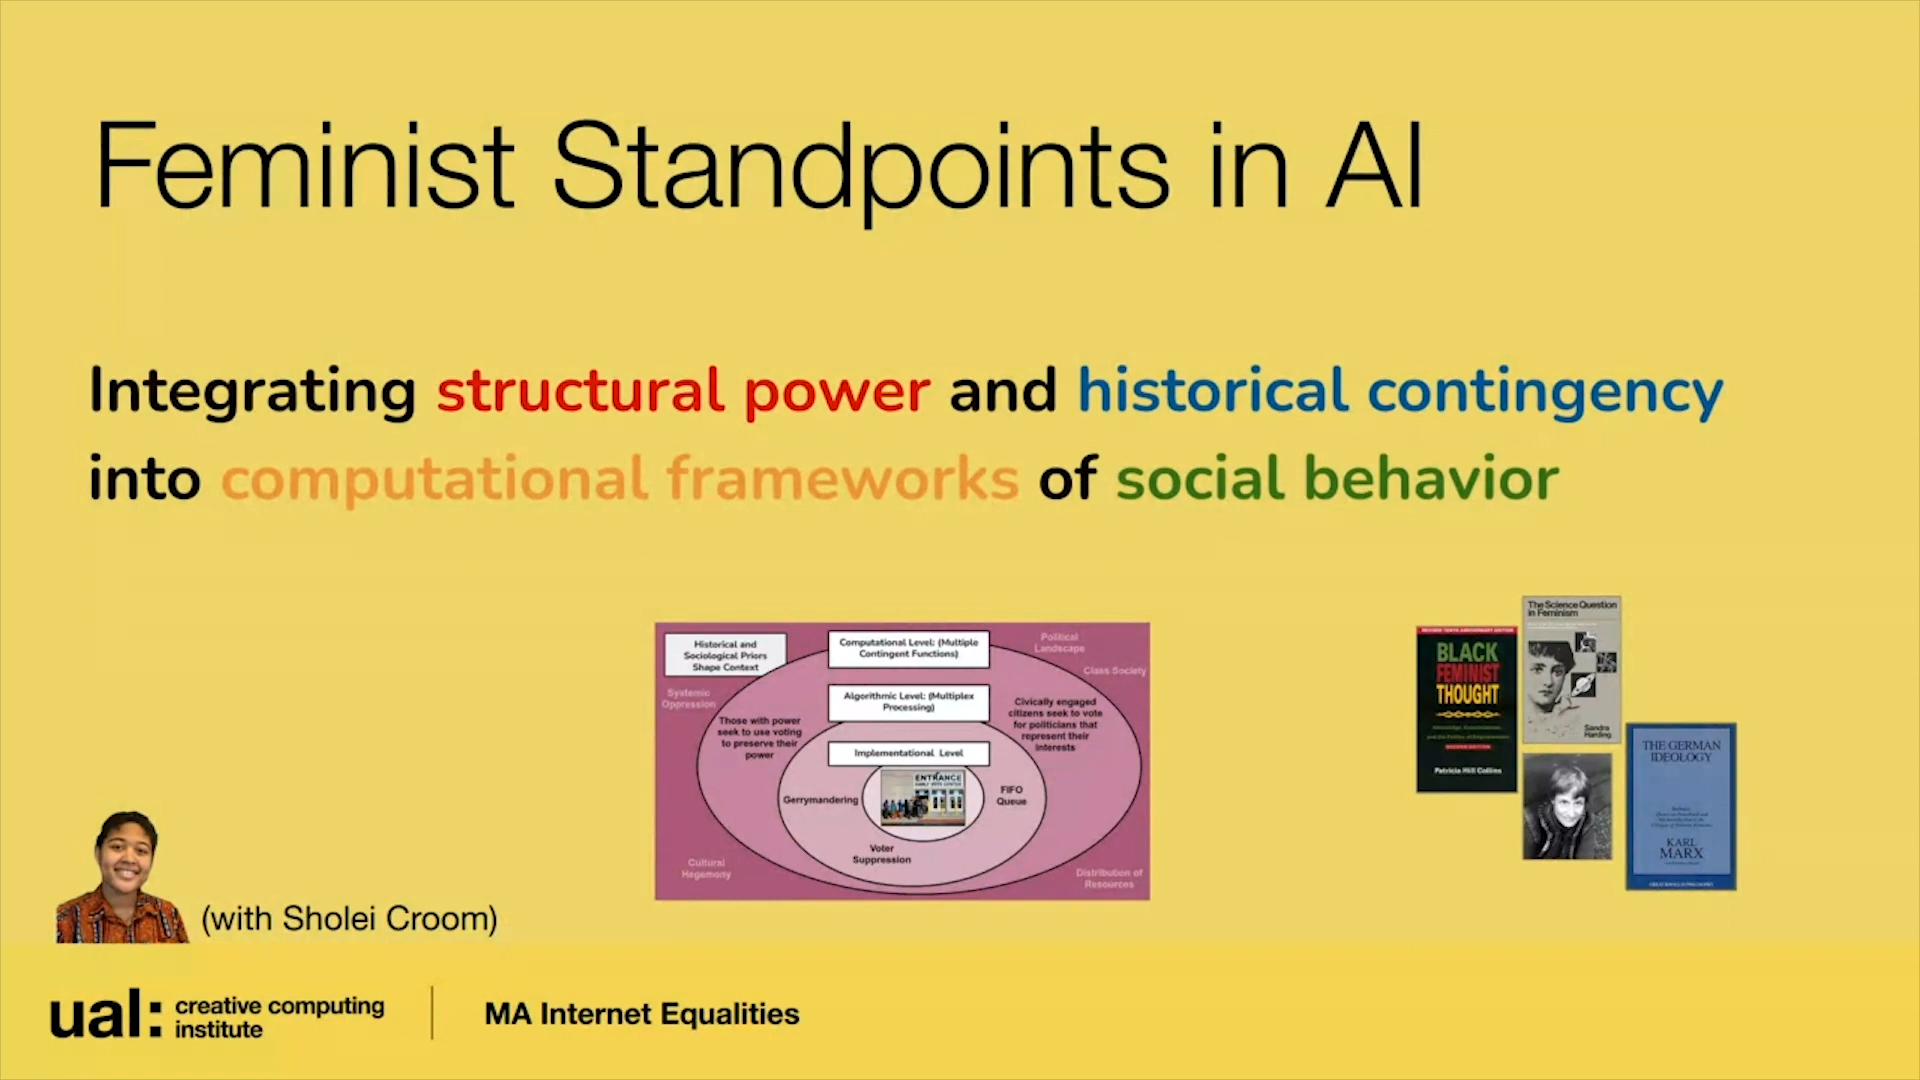 Feminist Standpoints in AI
Integrating structural power and historical contingency
into computational frameworks of social behavior
Historical and
Sociological Priors
Shape Context
Computational Level: (Multiple
Contingent Functions)
Political
Landscape
Class Society
Systemic
Oppression
Algorithmic Level: (Multiplex
Processing)
Those with power
seek to use voting
to preserve their
power
Civically engaged
citizens seek to vote
for politicians that
represent their
interests
Implementational Level
ENTRANCE
Gerrymandering
FIFO
Queue
Voter
Suppression
Cultural
Hegemony
Distribution of
Resources
The Science Question
in Feminism
Sandra
Harding
BLACK
FEMINIST
THOUGHT
Patricia Hill Collins
THE GERMAN
IDEOLOGY
KARL
MARX
(with Sholei Croom)
ual: creative computing
institute
MA Internet Equalities